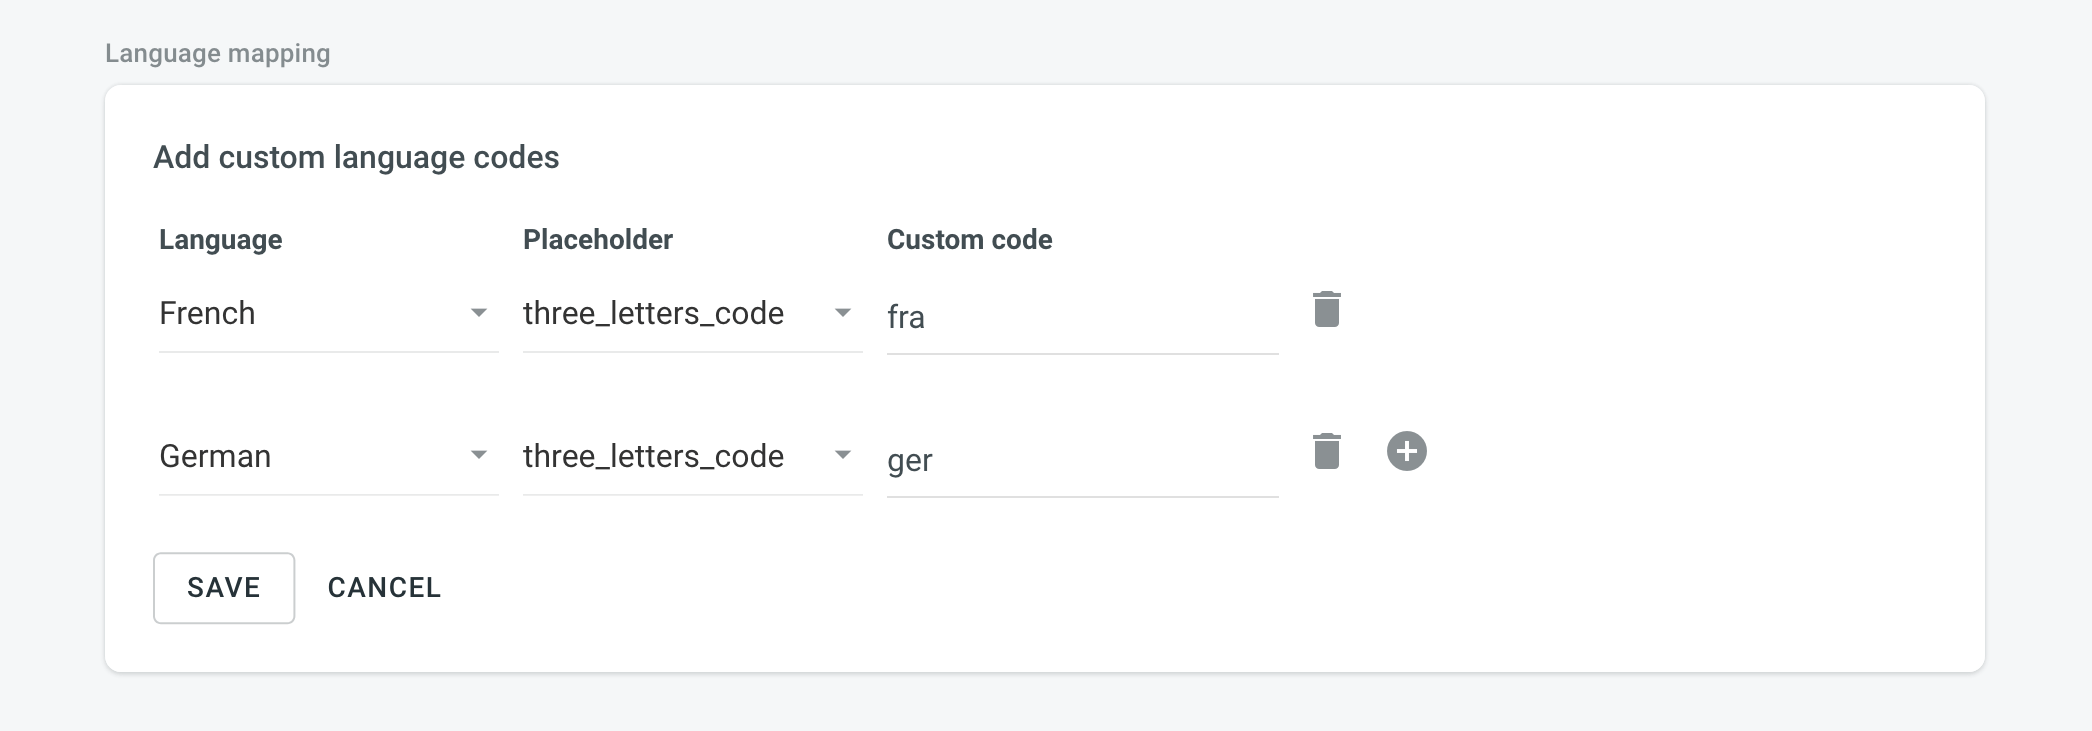 Language mapping
Add custom language codes
Language Placeholder Custom code
French three_letters_code fra
German three_letters_code ger
SAVE CANCEL